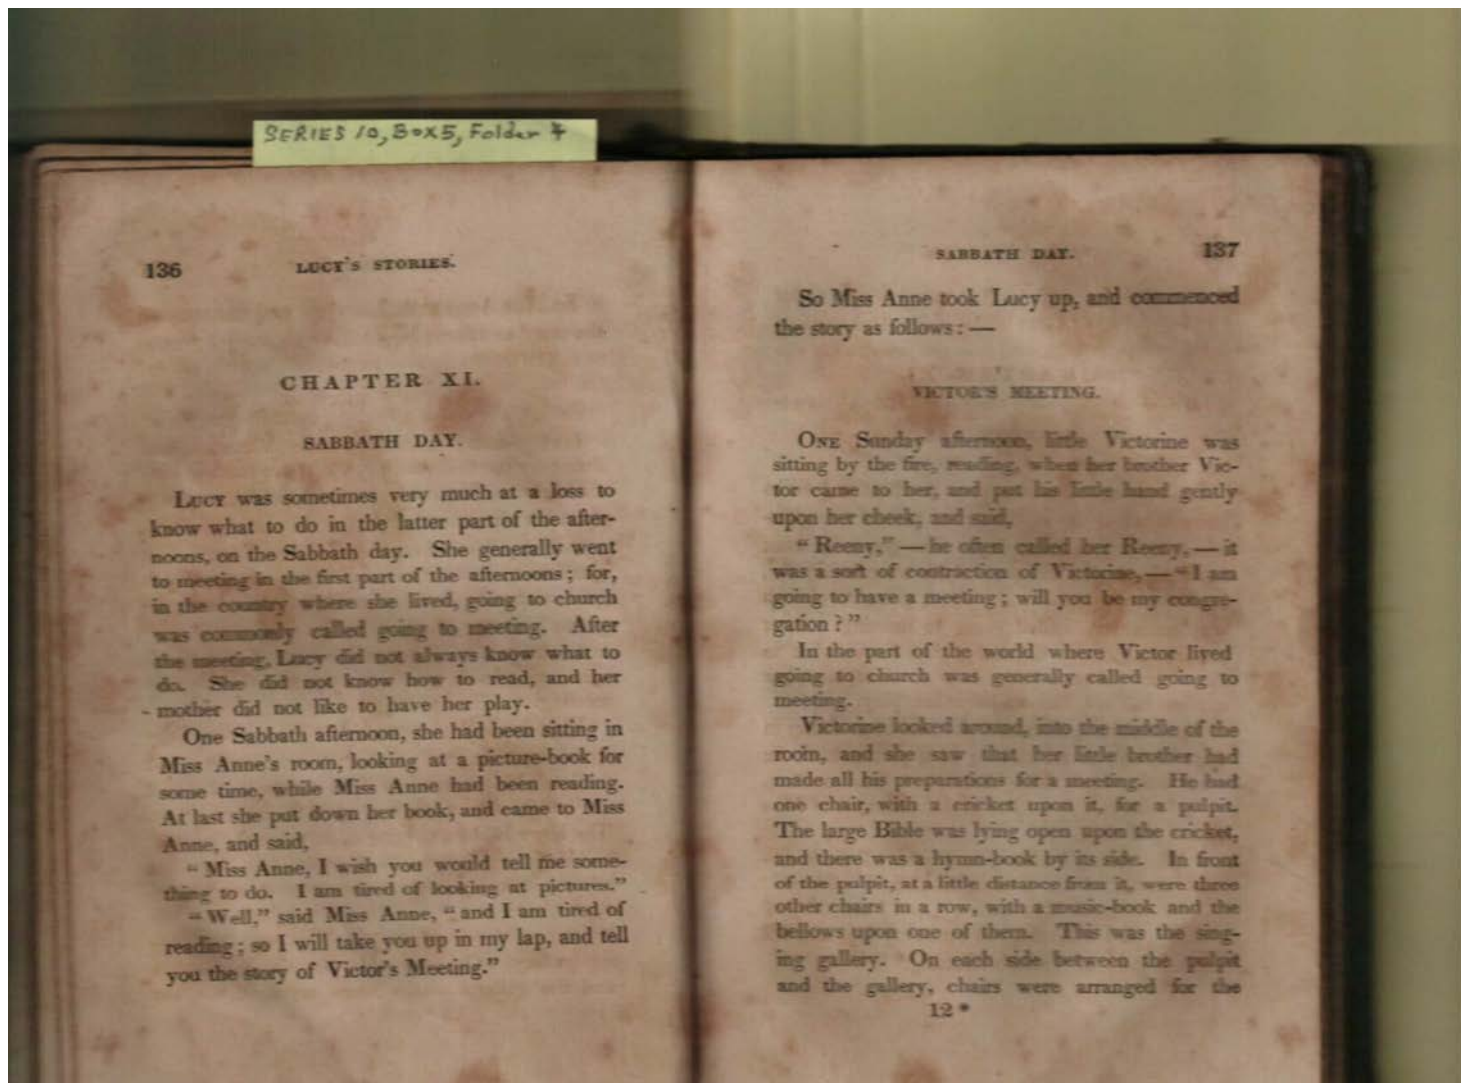 SERIES 10, Box 5, Folder 4
136 LUCY'S STORIES.
CHAPTER XI.
SABBATH DAY.
LUCY was sometimes very much at a loss to
know what to do in the latter part of the after-
noons, on the Sabbath day. She generally went
to meeting in the first part of the afternoons; for,
in the country where she lived, going to church
was commonly called going to meeting. After
the meeting, Lucy did not always know what to
do. She did not know how to read, and her
mother did not like to have her play.
One Sabbath afternoon, she had been sitting in
Miss Anne's room, looking at a picture-book for
some time, while Miss Anne had been reading.
At last she put down her book, and came to Miss
Anne, and said,
“Miss Anne, I wish you would tell me some-
thing to do. I am tired of looking at pictures.”
“Well,” said Miss Anne, “and I am tired of
reading; so I will take you up in my lap, and tell
you the story of Victor's Meeting.”
SABBATH DAY. 137
So Miss Anne took Lucy up, and commenced
the story as follows: —
VICTOR'S MEETING.
ONE Sunday afternoon, little Victorine was
sitting by the fire, reading, when her brother Vic-
tor came to her, and put his little hand gently
upon her cheek, and said,
“Reeny,” — he often called her Reeny, — it
was a sort of contraction of Victorine, — “I am
going to have a meeting; will you be my congre-
gation?”
In the part of the world where Victor lived
going to church was generally called going to
meeting.
Victorine looked around, into the middle of the
room, and she saw that her little brother had
made all his preparations for a meeting. He had
one chair, with a cricket upon it, for a pulpit.
The large Bible was lying open upon the cricket,
and there was a hymn-book by its side. In front
of the pulpit, at a little distance from it, were three
other chairs in a row, with a music-book and the
bellows upon one of them. This was the sing-
ing gallery. On each side between the pulpit
and the gallery, chairs were arranged for the
12*